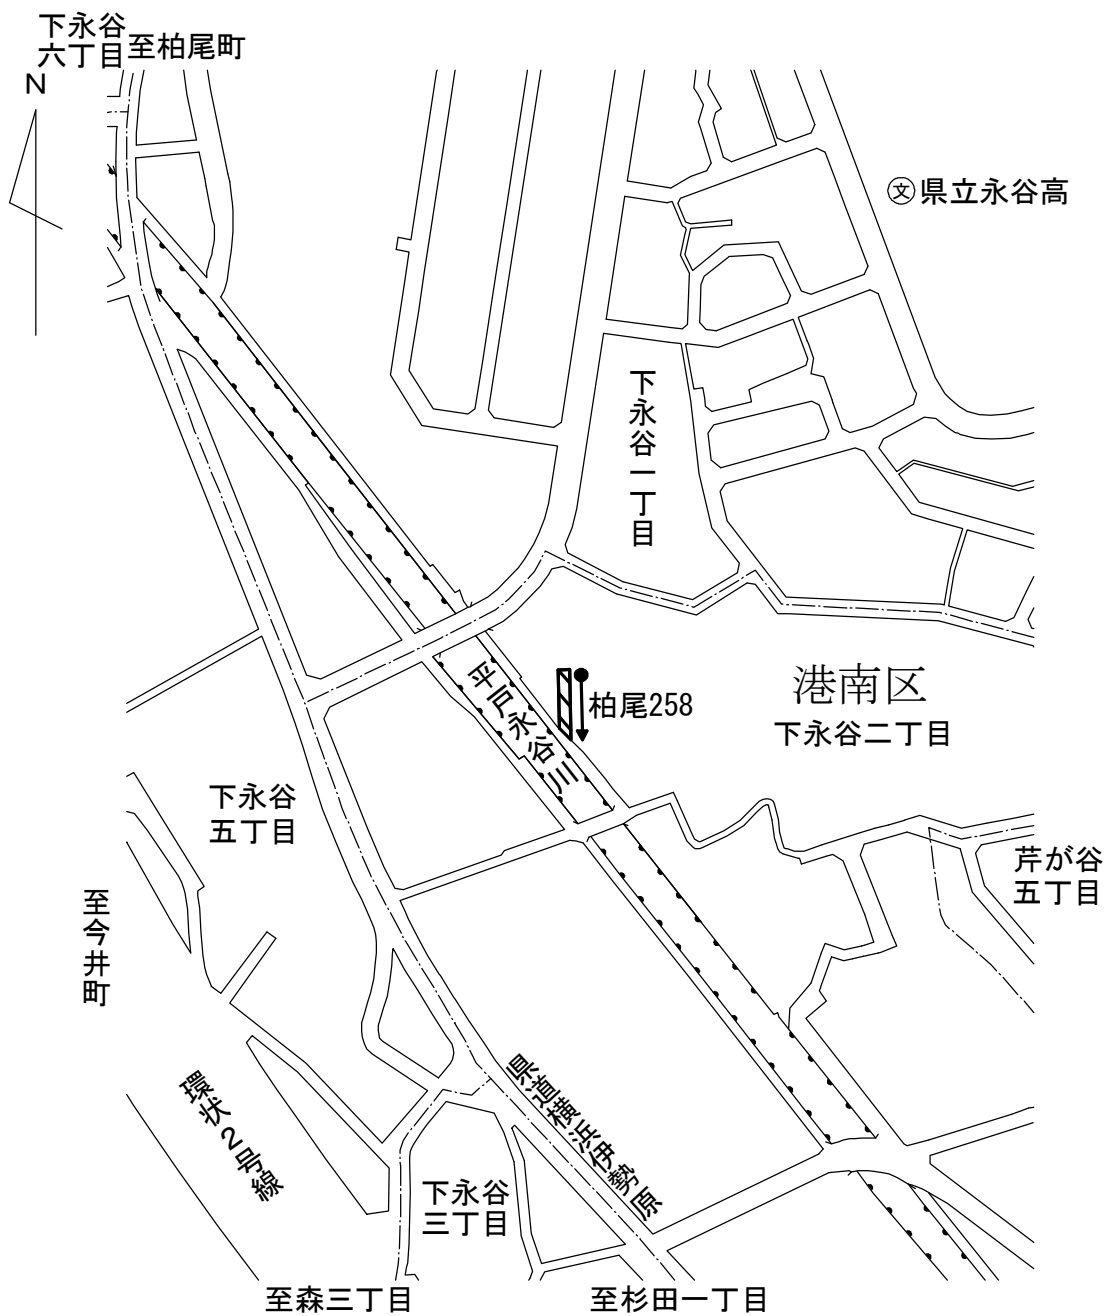 下永谷
六丁目
至柏尾町
N
文
県立永谷高
下永谷一丁目
港南区
下永谷二丁目
柏尾258
平戸永谷川
下永谷
五丁目
芹が谷
五丁目
至今井町
環状2号線
県道横浜伊勢原
下永谷
三丁目
至森三丁目
至杉田一丁目